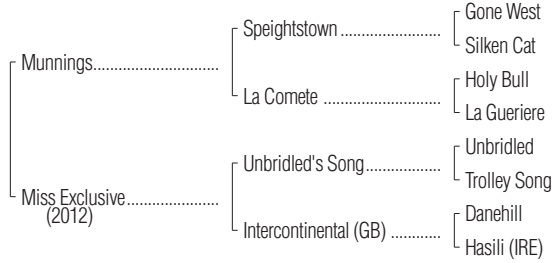 Gone West
Speightstown ......................
Silken Cat
Munnings............................
Holy Bull
La Comete ..........................
La Gueriere
Unbridled
Unbridled's Song.................
Trolley Song
Miss Exclusive.....................
(2012)
Danehill
Intercontinental (GB) ...........
Hasili (IRE)